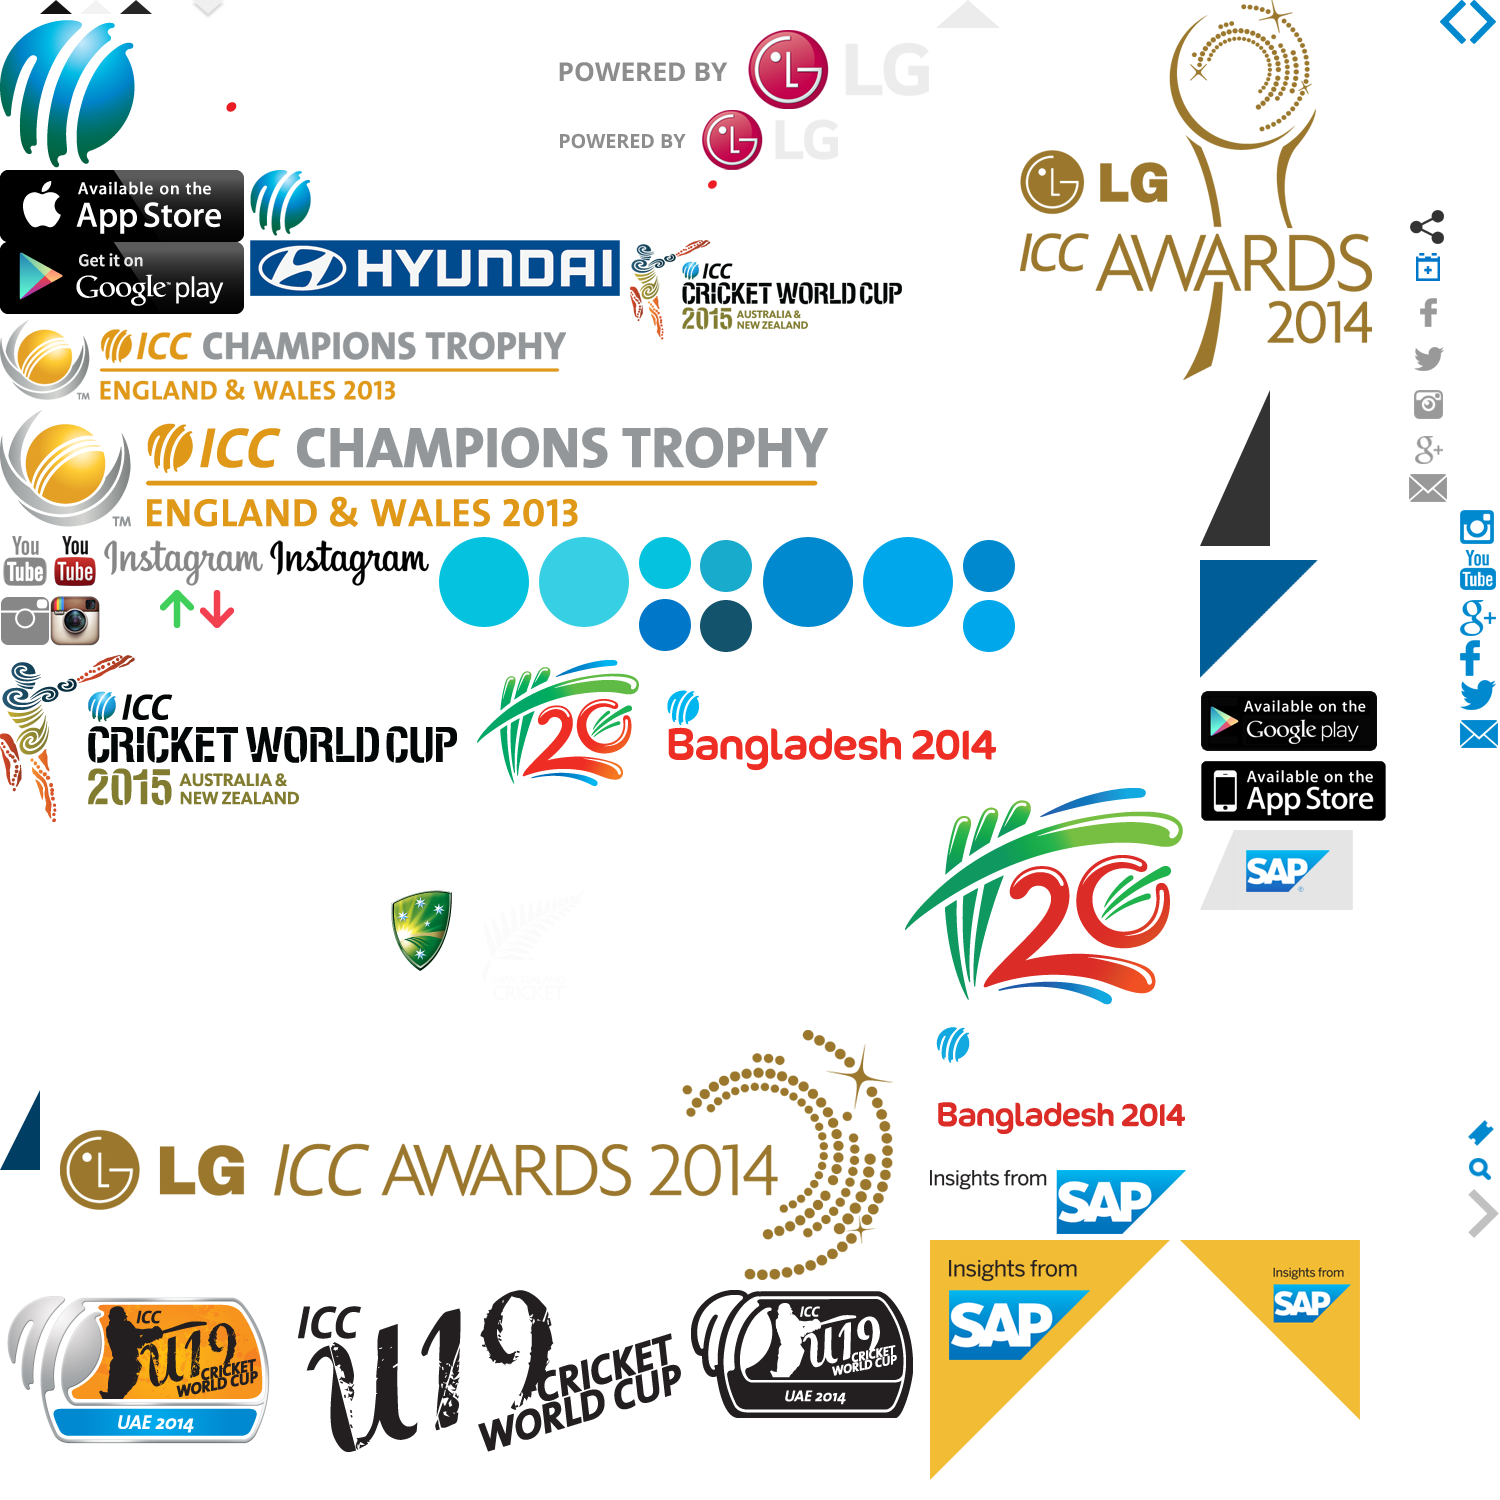 POWERED BY LG
POWERED BY LG
LG
ICC AWARDS
2014
Available on the
App Store
Get it on
Google play
HYUNDAI
ICC
CRICKET WORLD CUP
2015 AUSTRALIA &
NEW ZEALAND
ICC CHAMPIONS TROPHY
TM ENGLAND & WALES 2013
ICC CHAMPIONS TROPHY
TM ENGLAND & WALES 2013
You
Tube
You
Tube
Instagram Instagram
You
Tube
g+
g+
ICC
CRICKET WORLD CUP
2015 AUSTRALIA &
NEW ZEALAND
T20
Bangladesh 2014
Available on the
Google play
Available on the
App Store
SAP
T20
CRICKET
Bangladesh 2014
LG ICC AWARDS 2014
Insights from
SAP
Insights from
SAP
Insights from
SAP
ICC
U19
CRICKET
WORLD CUP
UAE 2014
ICC
U19
CRICKET
WORLD CUP
ICC
U19
CRICKET
WORLD CUP
UAE 2014